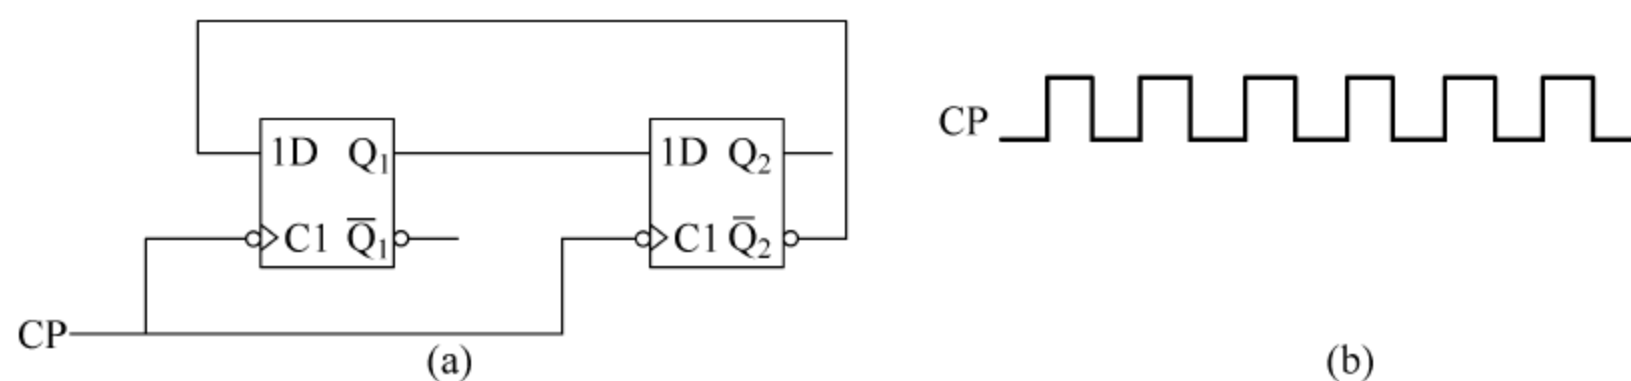 1D Q₁
C1 Q̅₁
1D Q₂
C1 Q̅₂
CP
(a)
CP
(b)